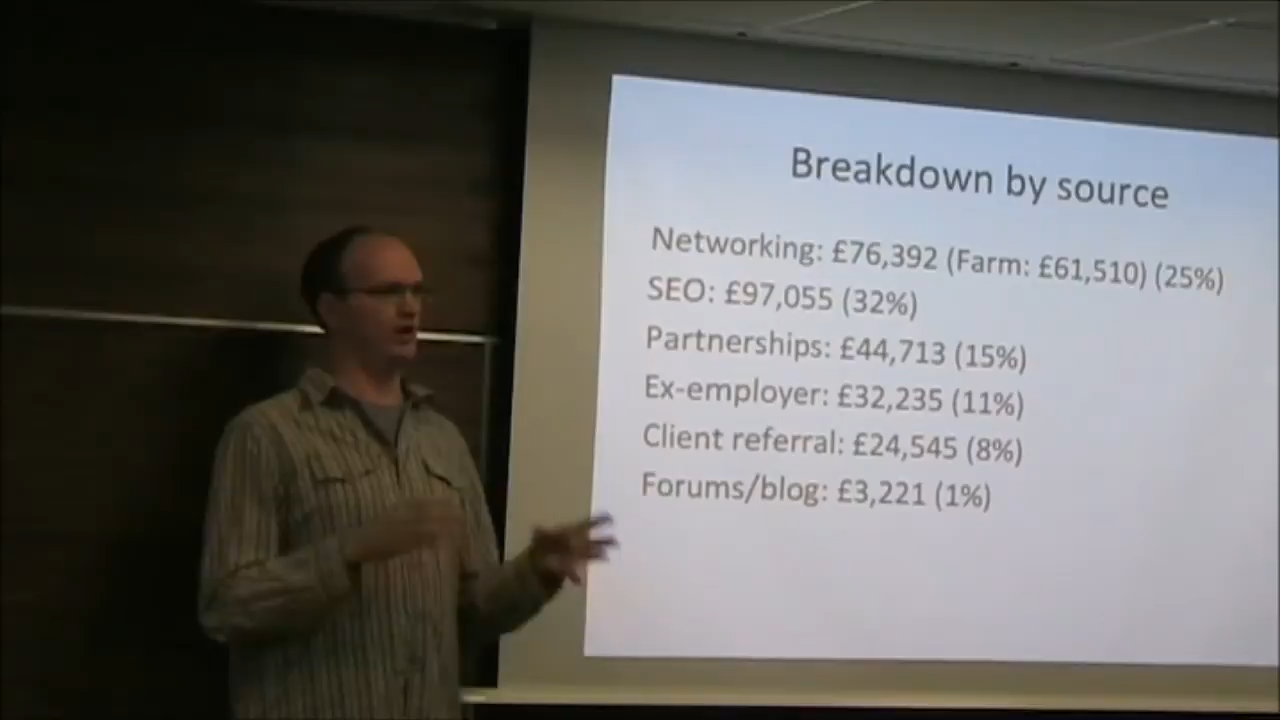 Breakdown by source
Networking: £76,392 (Farm: £61,510) (25%)
SEO: £97,055 (32%)
Partnerships: £44,713 (15%)
Ex-employer: £32,235 (11%)
Client referral: £24,545 (8%)
Forums/blog: £3,221 (1%)